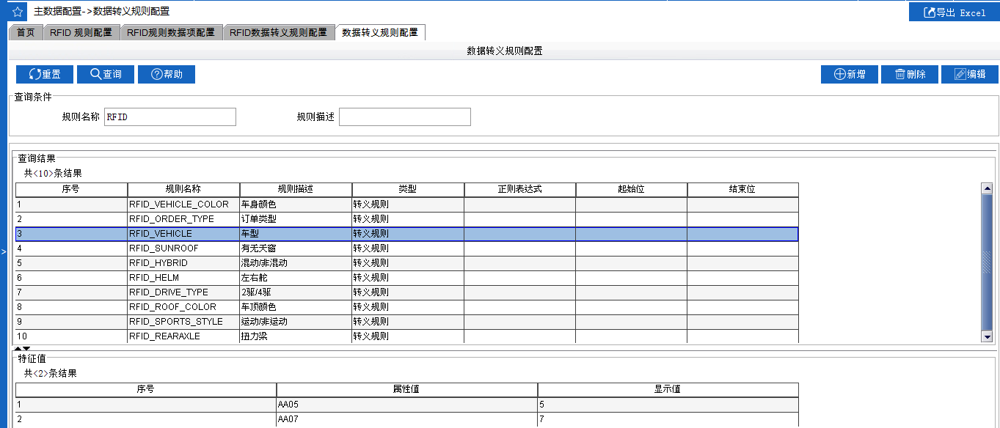 主数据配置->数据转义规则配置
导出 Excel
首页 RFID 规则配置 RFID规则数据项配置 RFID数据转义规则配置 数据转义规则配置
数据转义规则配置
重置 查询 帮助 新增 删除 编辑
查询条件
规则名称 RFID 规则描述
查询结果
共<10>条结果
序号 规则名称 规则描述 类型 正则表达式 起始位 结束位
1 RFID_VEHICLE_COLOR 车身颜色 转义规则
2 RFID_ORDER_TYPE 订单类型 转义规则
3 RFID_VEHICLE 车型 转义规则
4 RFID_SUNROOF 有无天窗 转义规则
5 RFID_HYBRID 混动/非混动 转义规则
6 RFID_HELM 左右舵 转义规则
7 RFID_DRIVE_TYPE 2驱/4驱 转义规则
8 RFID_ROOF_COLOR 车顶颜色 转义规则
9 RFID_SPORTS_STYLE 运动/非运动 转义规则
10 RFID_REARAXLE 扭力梁 转义规则
>
特征值
共<2>条结果
序号 属性值 显示值
1 AA05 5
2 AA07 7